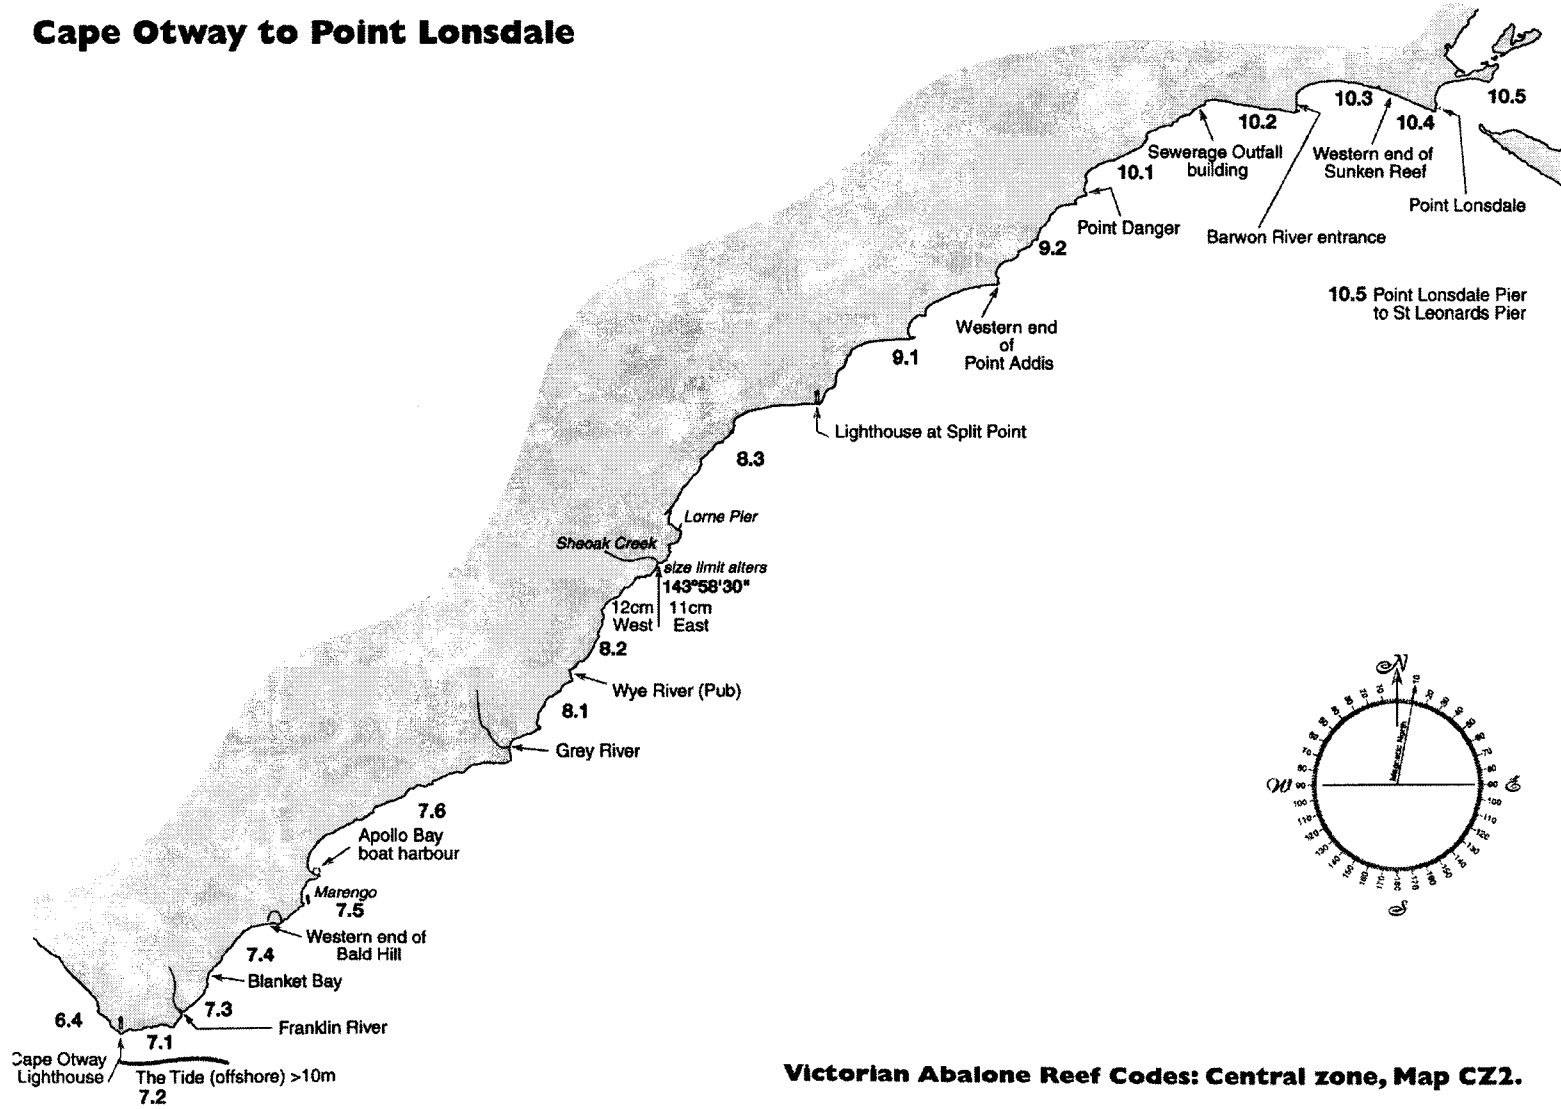 Cape Otway to Point Lonsdale
10.5
10.3
10.4
10.2
Sewerage Outfall
building
Western end of
Sunken Reef
10.1
Point Lonsdale
Point Danger
Barwon River entrance
9.2
10.5 Point Lonsdale Pier
to St Leonards Pier
Western end
of
Point Addis
9.1
Lighthouse at Split Point
8.3
Lorne Pier
Sheoak Creek
size limit alters
143°58'30"
12cm
West
11cm
East
8.2
Wye River (Pub)
8.1
Grey River
7.6
Apollo Bay
boat harbour
Marengo
7.5
Western end of
Bald Hill
7.4
Blanket Bay
7.3
Franklin River
6.4
7.1
Cape Otway
Lighthouse
The Tide (offshore) >10m
7.2
N
W
E
S
Magnetic North
Victorian Abalone Reef Codes: Central zone, Map CZ2.